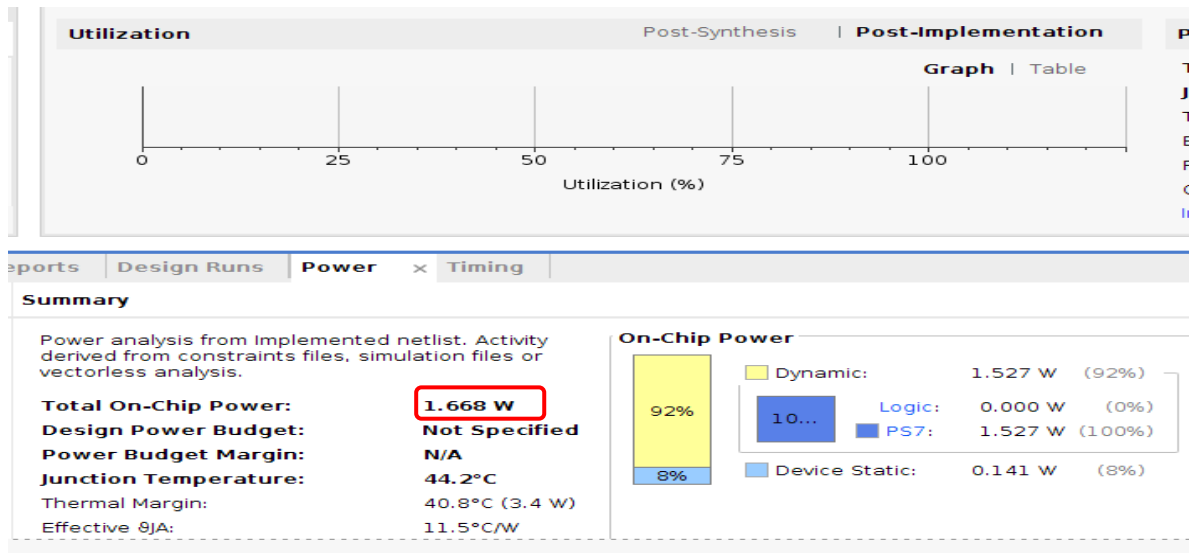 Utilization
Post-Synthesis | Post-Implementation
Graph | Table
0 25 50 75 100
Utilization (%)
Design Runs Power × Timing
Summary
Power analysis from Implemented netlist. Activity
derived from constraints files, simulation files or
vectorless analysis.
Total On-Chip Power: 1.668 W
Design Power Budget: Not Specified
Power Budget Margin: N/A
Junction Temperature: 44.2°C
Thermal Margin: 40.8°C (3.4 W)
Effective ϑJA: 11.5°C/W
On-Chip Power
92%
8%
10...
Dynamic: 1.527 W (92%)
Logic: 0.000 W (0%)
PS7: 1.527 W (100%)
Device Static: 0.141 W (8%)